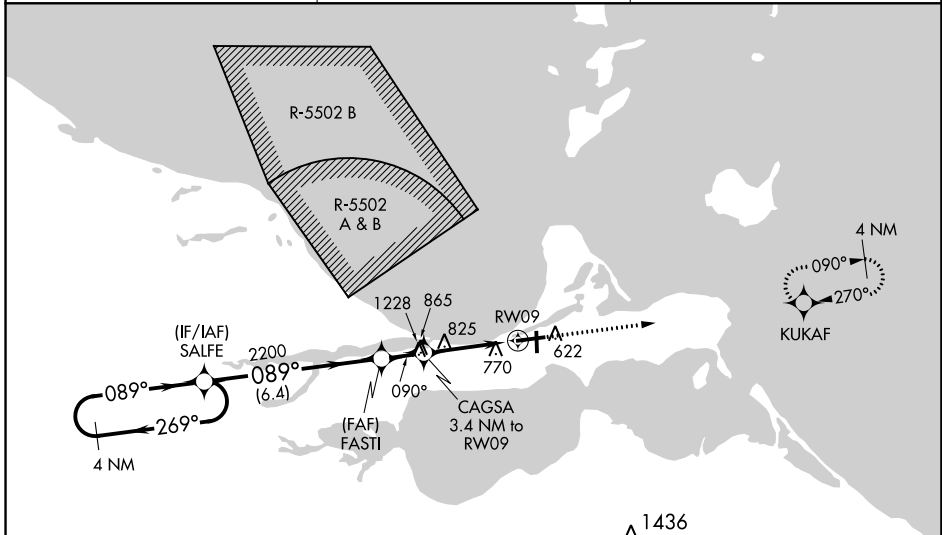 R-5502 B
R-5502
A & B
4 NM
090°
270°
KUKAF
1228
865
825
RW09
770
622
(IF/IAF)
SALFE
2200
089°
(6.4)
089°
269°
4 NM
090°
(FAF)
FASTI
CAGSA
3.4 NM to
RW09
1436